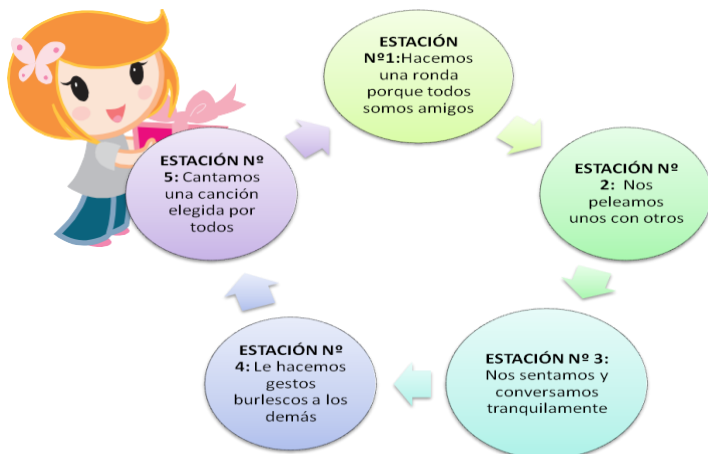 ESTACIÓN
Nº1:Hacemos
una ronda
porque todos
somos amigos
ESTACIÓN Nº
2: Nos
peleamos
unos con otros
ESTACIÓN Nº 3:
Nos sentamos y
conversamos
tranquilamente
ESTACIÓN Nº
4: Le hacemos
gestos
burlescos a los
demás
ESTACIÓN Nº
5: Cantamos
una canción
elegida por
todos